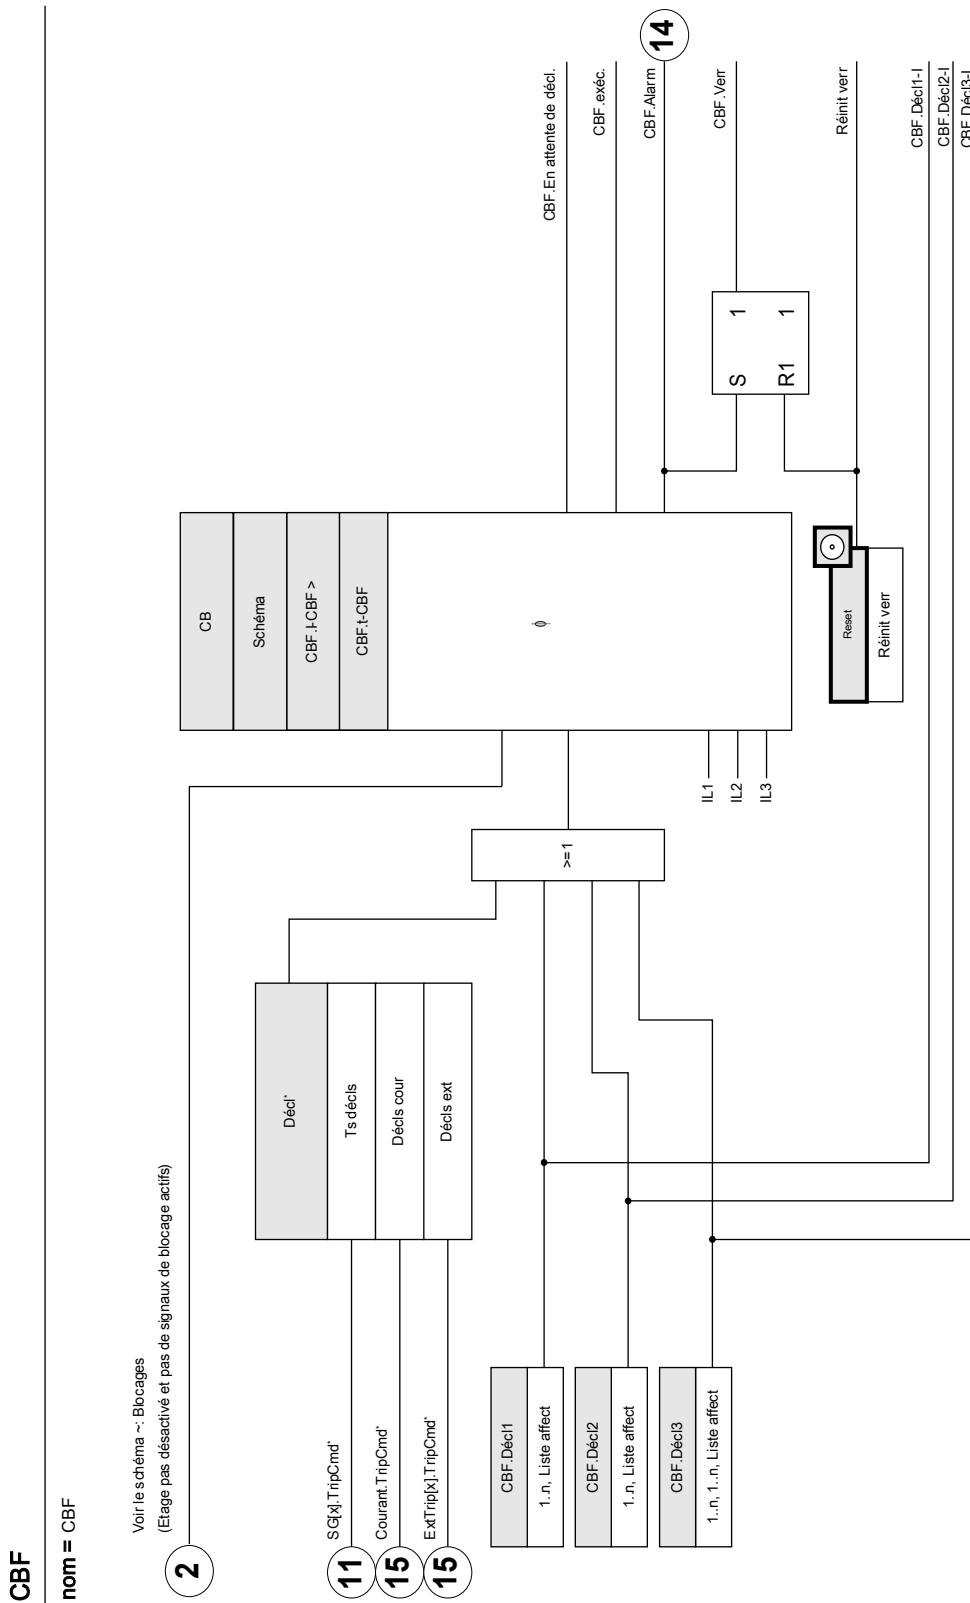 CBF
nom = CBF
Voir le schéma ~: Blocages
(Etage pas désactivé et pas de signaux de blocage actifs)
2
SG[x].TripCmd*
11
Courant.TripCmd*
15
ExtTrip[x].TripCmd*
15
Décl*
Ts décls
Décls cour
Décls ext
CBF.Décl1
1..n, Liste affect
CBF.Décl2
1..n, Liste affect
CBF.Décl3
1..n, 1..n, Liste affect
>=1
CB
Schéma
CBF.I-CBF >
CBF.t-CBF
ϕ
IL1
IL2
IL3
Reset
Réinit verr
S 1
R1 1
CBF.En attente de décl.
CBF.exéc.
CBF.Alarm
14
CBF.Verr
Réinit verr
CBF.Décl1-I
CBF.Décl2-I
CBF.Décl3-I